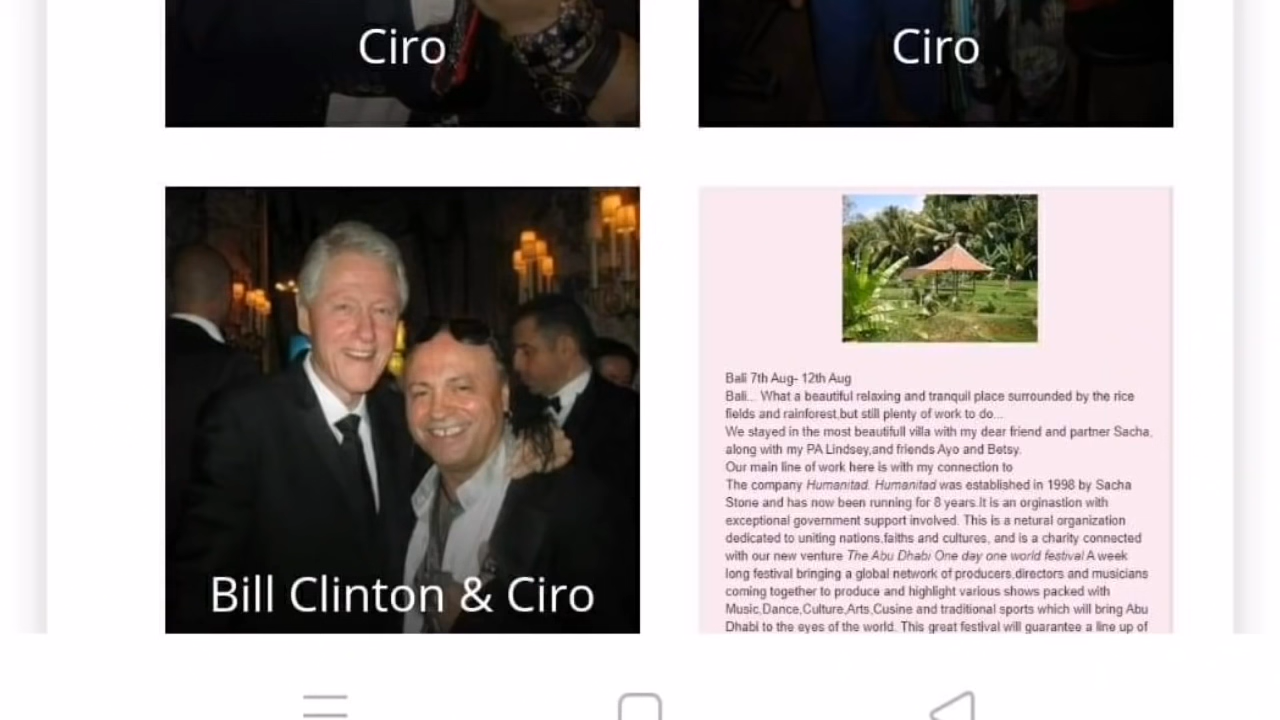 Ciro
Ciro
Bill Clinton & Ciro
Bali 7th Aug- 12th Aug
Bali... What a beautiful relaxing and tranquil place surrounded by the rice
fields and rainforest,but still plenty of work to do...
We stayed in the most beautifull villa with my dear friend and partner Sacha,
along with my PA Lindsey,and friends Ayo and Betsy.
Our main line of work here is with my connection to
The company Humanitad. Humanitad was established in 1998 by Sacha
Stone and has now been running for 8 years.It is an orginastion with
exceptional government support involved. This is a netural organization
dedicated to uniting nations,faiths and cultures, and is a charity connected
with our new venture The Abu Dhabi One day one world festival A week
long festival bringing a global network of producers,directors and musicians
coming together to produce and highlight various shows packed with
Music,Dance,Culture,Arts,Cusine and traditional sports which will bring Abu
Dhabi to the eyes of the world. This great festival will guarantee a line up of